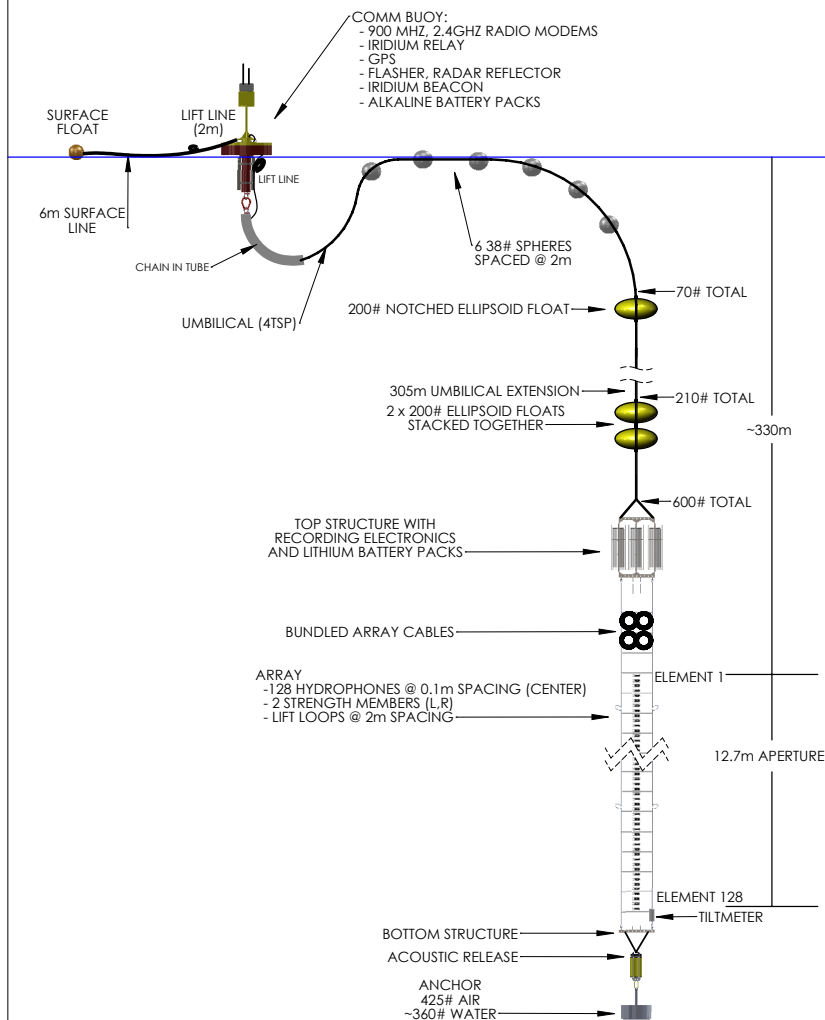 COMM BUOY:
- 900 MHZ, 2.4GHZ RADIO MODEMS
- IRIDIUM RELAY
- GPS
- FLASHER, RADAR REFLECTOR
- IRIDIUM BEACON
- ALKALINE BATTERY PACKS
SURFACE
FLOAT
LIFT LINE
(2m)
LIFT LINE
6m SURFACE
LINE
CHAIN IN TUBE
6 38# SPHERES
SPACED @ 2m
UMBILICAL (4TSP)
70# TOTAL
200# NOTCHED ELLIPSOID FLOAT
305m UMBILICAL EXTENSION
210# TOTAL
2 x 200# ELLIPSOID FLOATS
STACKED TOGETHER
~330m
600# TOTAL
TOP STRUCTURE WITH
RECORDING ELECTRONICS
AND LITHIUM BATTERY PACKS
BUNDLED ARRAY CABLES
ARRAY
-128 HYDROPHONES @ 0.1m SPACING (CENTER)
- 2 STRENGTH MEMBERS (L,R)
- LIFT LOOPS @ 2m SPACING
ELEMENT 1
12.7m APERTURE
ELEMENT 128
TILTMETER
BOTTOM STRUCTURE
ACOUSTIC RELEASE
ANCHOR
425# AIR
~360# WATER